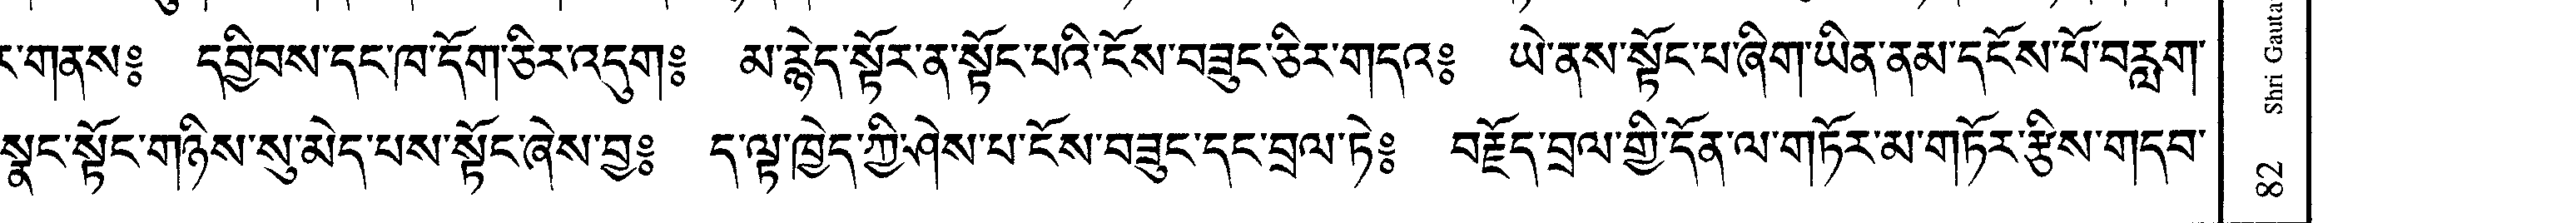 གནས༔ དབྱིབས་དང་ཁ་དོག་ཅིར་འདུག༔ མ་རྙེད་སྟོར་ན་སྟོང་པའི་ངོས་བཟུང་ཅིར་གདའ༔ ཡེ་ནས་སྟོང་པ་ཞིག་ཡིན་ནམ་དངོས་པོ་བརླག་
སྣང་སྟོང་གཉིས་སུ་མེད་པས་སྟོང་ཞེས་བྱ༔ ད་ལྟ་ཁྱེད་ཀྱི་ཤེས་པ་ངོས་བཟུང་དང་བྲལ་ཏེ༔ བརྗོད་བྲལ་གྱི་དོན་ལ་གཏོར་མ་གཏོར་རྩིས་གདབ་
Shri Gauta
82